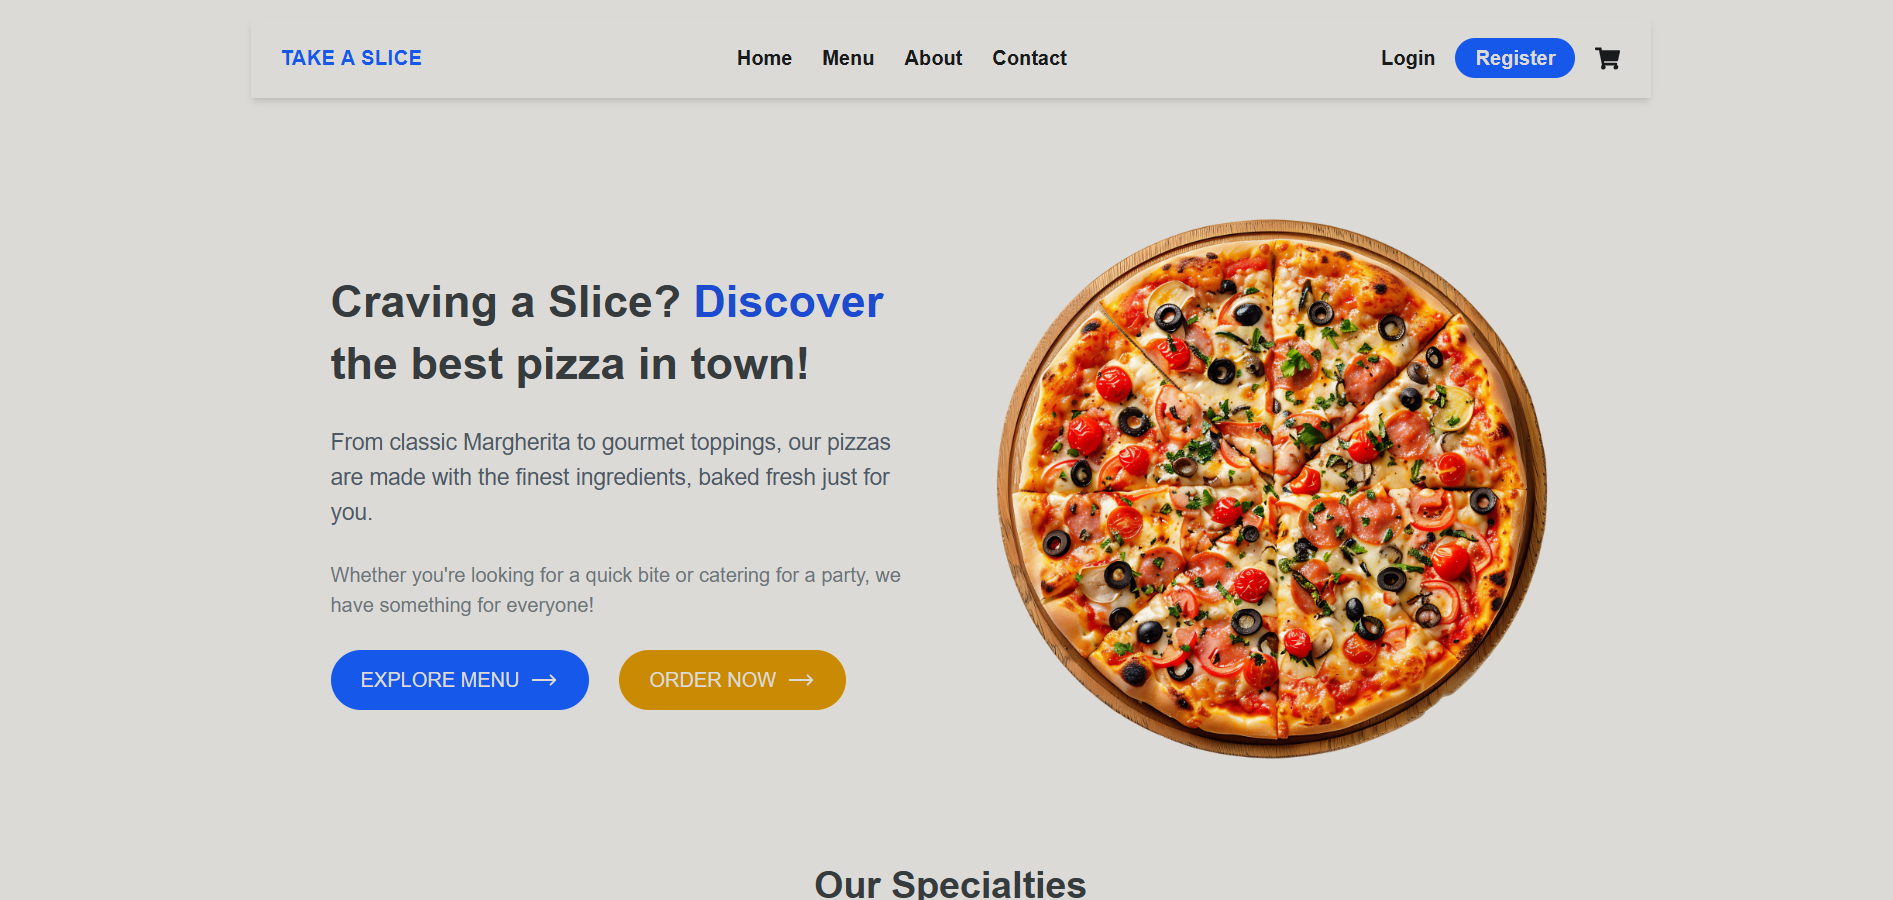 TAKE A SLICE
Home Menu About Contact
Login Register
Craving a Slice? Discover
the best pizza in town!
From classic Margherita to gourmet toppings, our pizzas
are made with the finest ingredients, baked fresh just for
you.
Whether you're looking for a quick bite or catering for a party, we
have something for everyone!
EXPLORE MENU
ORDER NOW
Our Specialties